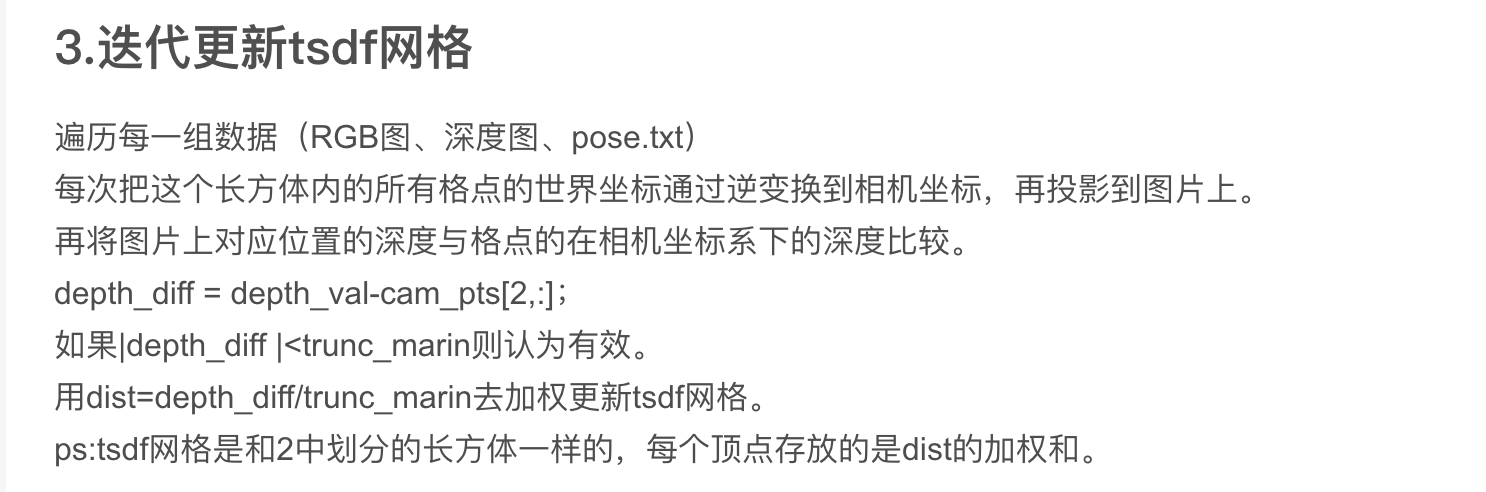 3.迭代更新tsdf网格
遍历每一组数据（RGB图、深度图、pose.txt）
每次把这个长方体内的所有格点的世界坐标通过逆变换到相机坐标，再投影到图片上。
再将图片上对应位置的深度与格点的在相机坐标系下的深度比较。
depth_diff = depth_val-cam_pts[2,:]；
如果|depth_diff |<trunc_marin则认为有效。
用dist=depth_diff/trunc_marin去加权更新tsdf网格。
ps:tsdf网格是和2中划分的长方体一样的，每个顶点存放的是dist的加权和。